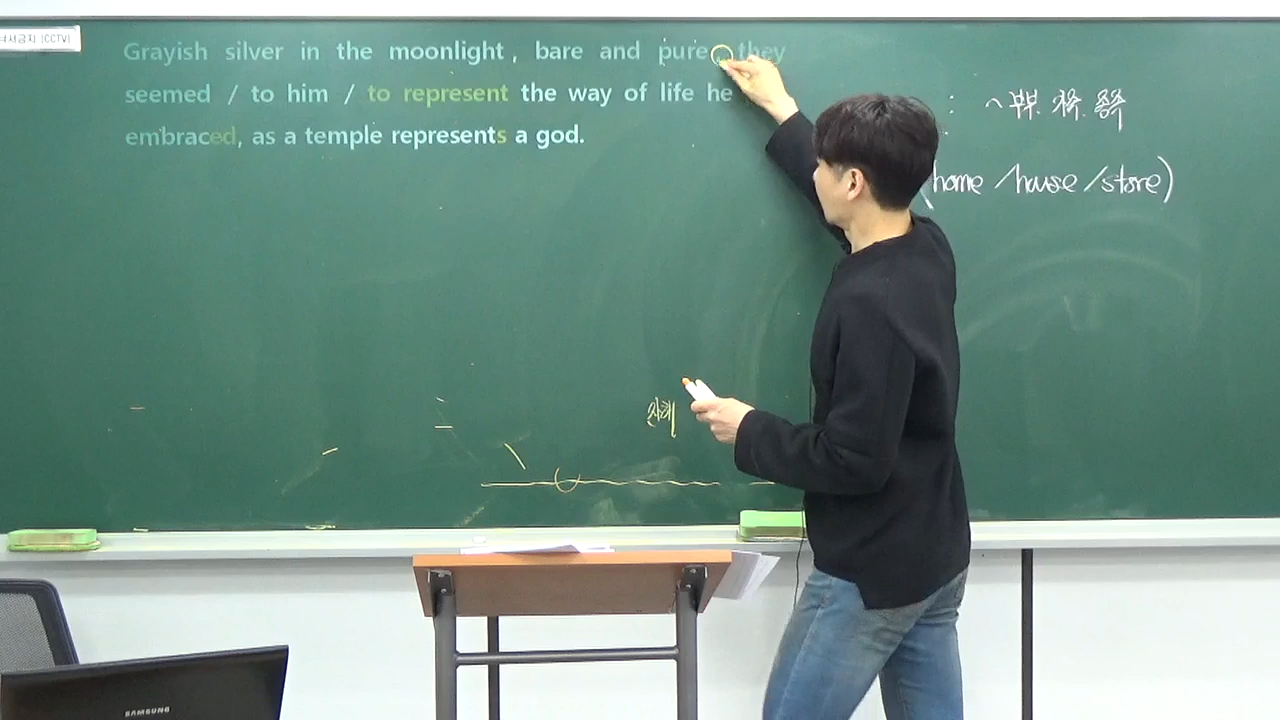 Grayish silver in the moonlight, bare and pure, they
seemed / to him / to represent the way of life he
embraced, as a temple represents a god.
(home /house /store)
SAMSUNG